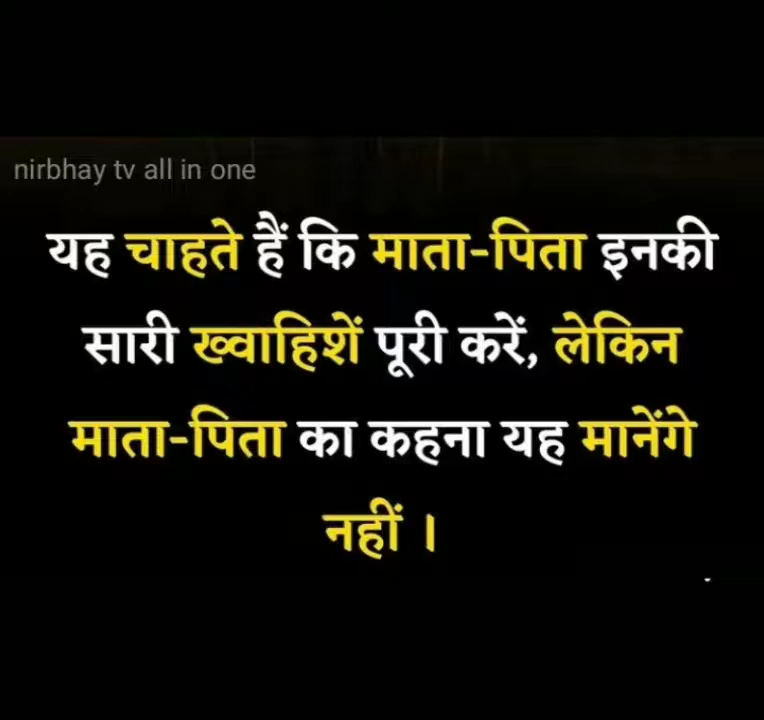 nirbhay tv all in one
यह चाहते हैं कि माता-पिता इनकी
सारी ख्वाहिशें पूरी करें, लेकिन
माता-पिता का कहना यह मानेंगे
नहीं ।